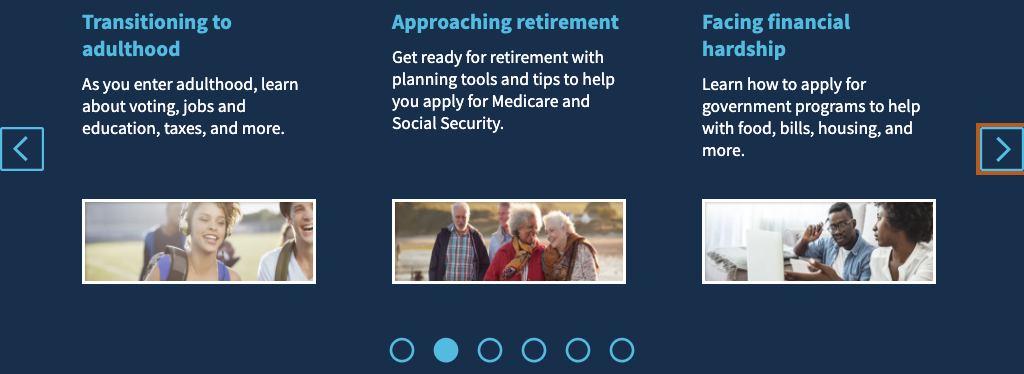 Transitioning to
adulthood
As you enter adulthood, learn
about voting, jobs and
education, taxes, and more.
Approaching retirement
Get ready for retirement with
planning tools and tips to help
you apply for Medicare and
Social Security.
Facing financial
hardship
Learn how to apply for
government programs to help
with food, bills, housing, and
more.